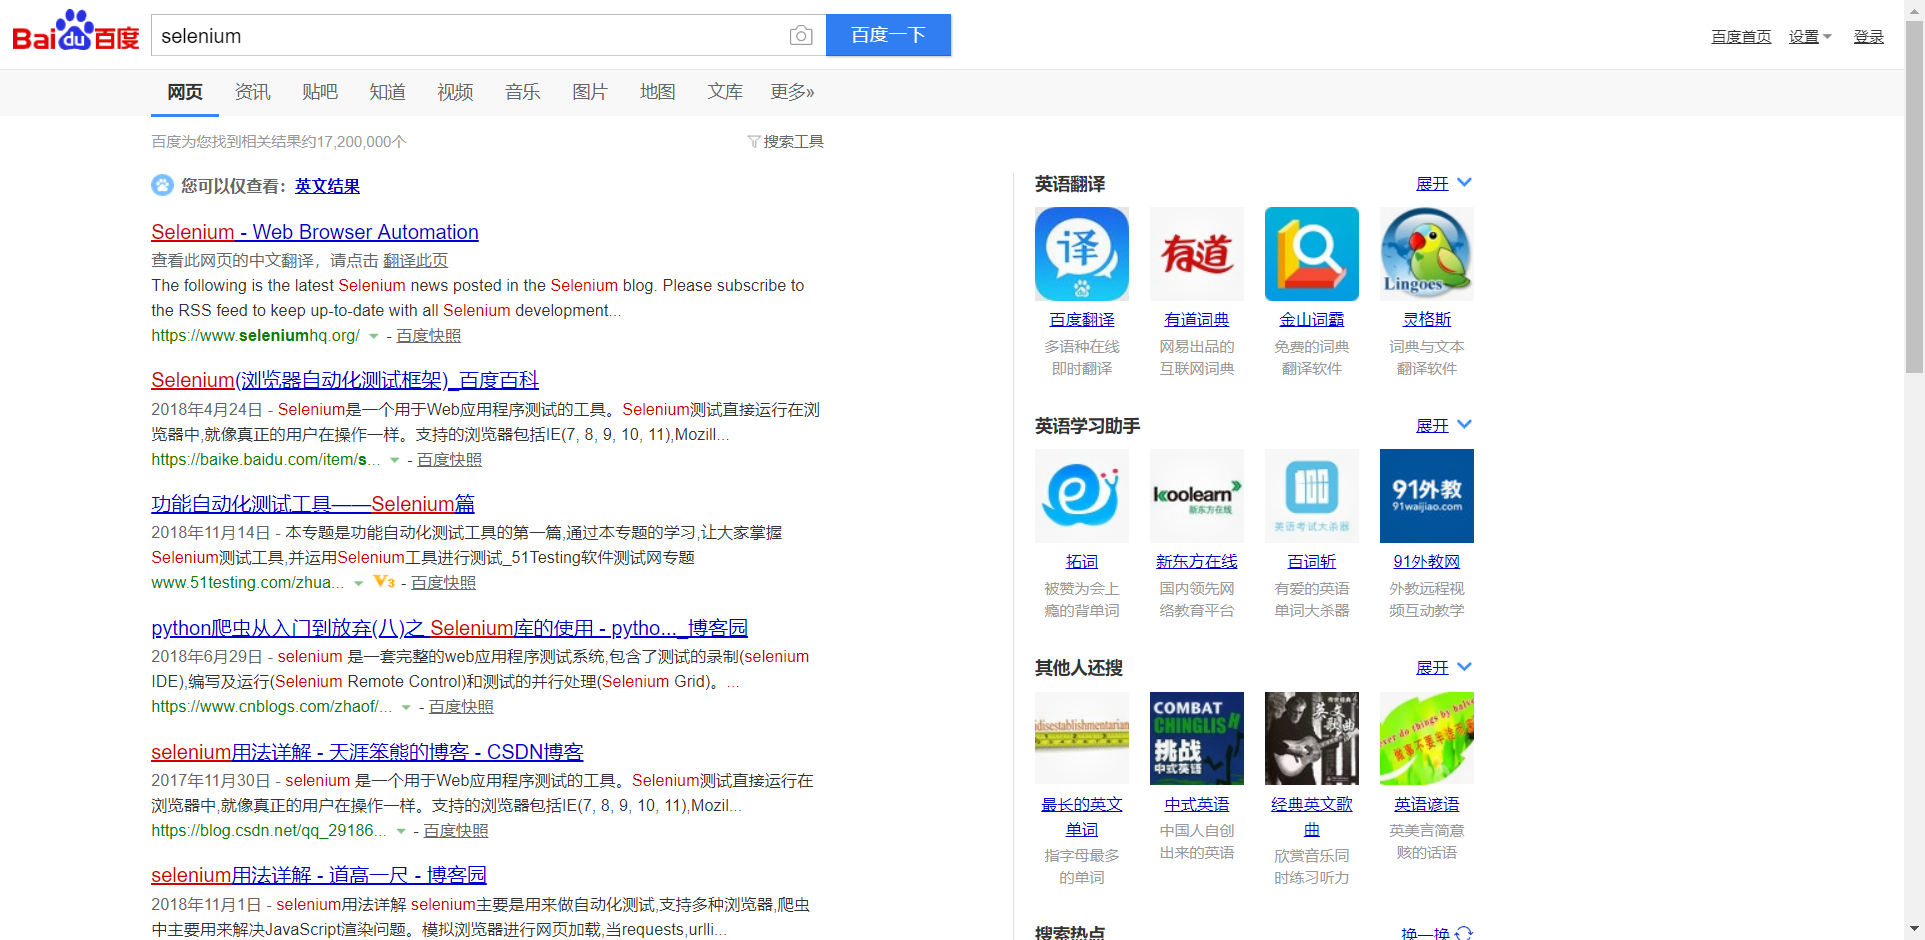 Bai du 百度
selenium
百度一下
百度首页 设置 登录
网页 资讯 贴吧 知道 视频 音乐 图片 地图 文库 更多»
百度为您找到相关结果约17,200,000个
搜索工具
您可以仅查看：英文结果
Selenium - Web Browser Automation
查看此网页的中文翻译，请点击 翻译此页
The following is the latest Selenium news posted in the Selenium blog. Please subscribe to
the RSS feed to keep up-to-date with all Selenium development...
https://www.seleniumhq.org/ - 百度快照
Selenium(浏览器自动化测试框架)_百度百科
2018年4月24日 - Selenium是一个用于Web应用程序测试的工具。Selenium测试直接运行在浏
览器中,就像真正的用户在操作一样。支持的浏览器包括IE(7, 8, 9, 10, 11),Mozill...
https://baike.baidu.com/item/s... - 百度快照
功能自动化测试工具——Selenium篇
2018年11月14日 - 本专题是功能自动化测试工具的第一篇,通过本专题的学习,让大家掌握
Selenium测试工具,并运用Selenium工具进行测试_51Testing软件测试网专题
www.51testing.com/zhua... V3 - 百度快照
python爬虫从入门到放弃(八)之 Selenium库的使用 - pytho..._博客园
2018年6月29日 - selenium 是一套完整的web应用程序测试系统,包含了测试的录制(selenium
IDE),编写及运行(Selenium Remote Control)和测试的并行处理(Selenium Grid)。...
https://www.cnblogs.com/zhaof/... - 百度快照
selenium用法详解 - 天涯笨熊的博客 - CSDN博客
2017年11月30日 - selenium 是一个用于Web应用程序测试的工具。Selenium测试直接运行在
浏览器中,就像真正的用户在操作一样。支持的浏览器包括IE(7, 8, 9, 10, 11),Mozil...
https://blog.csdn.net/qq_29186... - 百度快照
selenium用法详解 - 道高一尺 - 博客园
2018年11月1日 - selenium用法详解 selenium主要是用来做自动化测试,支持多种浏览器,爬虫
中主要用来解决JavaScript渲染问题。模拟浏览器进行网页加载,当requests,urlli...
英语翻译 展开
译 有道 Lingoes
百度翻译 有道词典 金山词霸 灵格斯
多语种在线 网易出品的 免费的词典 词典与文本
即时翻译 互联网词典 翻译软件 翻译软件
英语学习助手 展开
koolearn
新东方在线
英语考试大杀器
91外教
91waijiao.com
拓词 新东方在线 百词斩 91外教网
被赞为会上 国内领先网 有爱的英语 外教远程视
瘾的背单词 络教育平台 单词大杀器 频互动教学
其他人还搜 展开
disestablishmentarian
COMBAT
CHINGLISH
挑战
中式英语
英文
歌曲
ever do things by halves
做事不要半途而废
最长的英文 中式英语 经典英文歌 英语谚语
单词 曲
指字母最多 中国人自创 欣赏音乐同 英美言简意
的单词 出来的英语 时练习听力 赅的话语
搜索热点 换一换